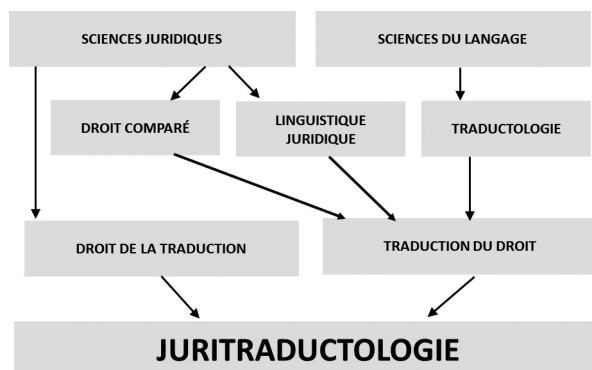 SCIENCES JURIDIQUES
SCIENCES DU LANGAGE
DROIT COMPARÉ
LINGUISTIQUE
JURIDIQUE
TRADUCTOLOGIE
DROIT DE LA TRADUCTION
TRADUCTION DU DROIT
JURITRADUCTOLOGIE